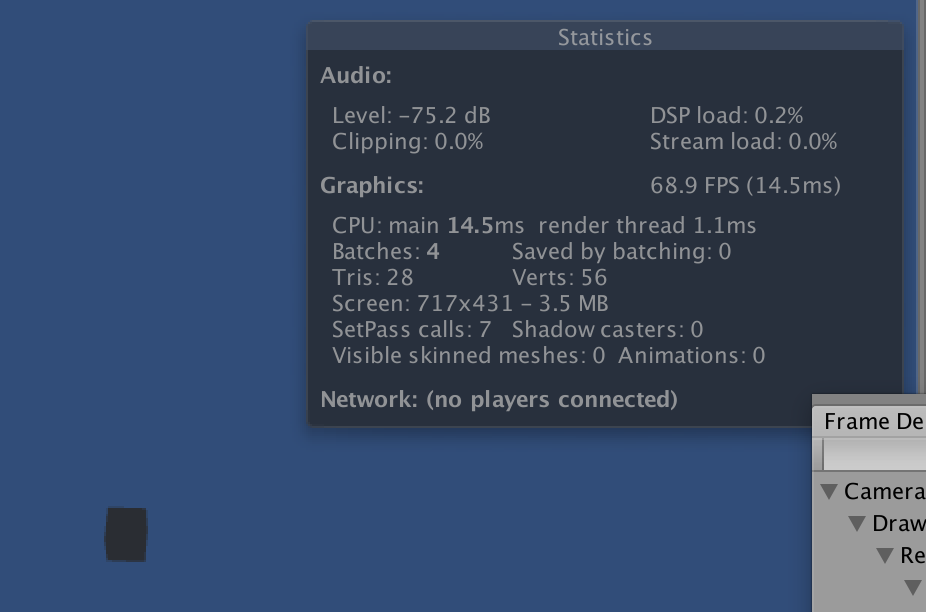 Statistics
Audio:
Level: -75.2 dB DSP load: 0.2%
Clipping: 0.0% Stream load: 0.0%
Graphics: 68.9 FPS (14.5ms)
CPU: main 14.5ms render thread 1.1ms
Batches: 4 Saved by batching: 0
Tris: 28 Verts: 56
Screen: 717x431 - 3.5 MB
SetPass calls: 7 Shadow casters: 0
Visible skinned meshes: 0 Animations: 0
Network: (no players connected)
Frame De
Camera
Draw
Re